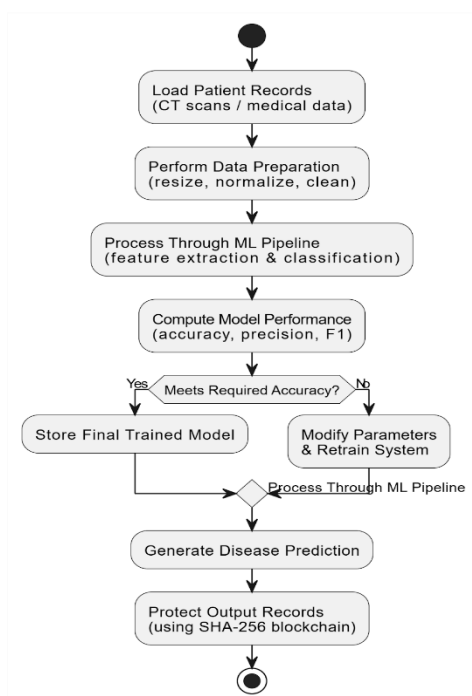 Load Patient Records
(CT scans / medical data)
Perform Data Preparation
(resize, normalize, clean)
Process Through ML Pipeline
(feature extraction & classification)
Compute Model Performance
(accuracy, precision, F1)
Yes
Meets Required Accuracy?
No
Store Final Trained Model
Modify Parameters
& Retrain System
Process Through ML Pipeline
Generate Disease Prediction
Protect Output Records
(using SHA-256 blockchain)